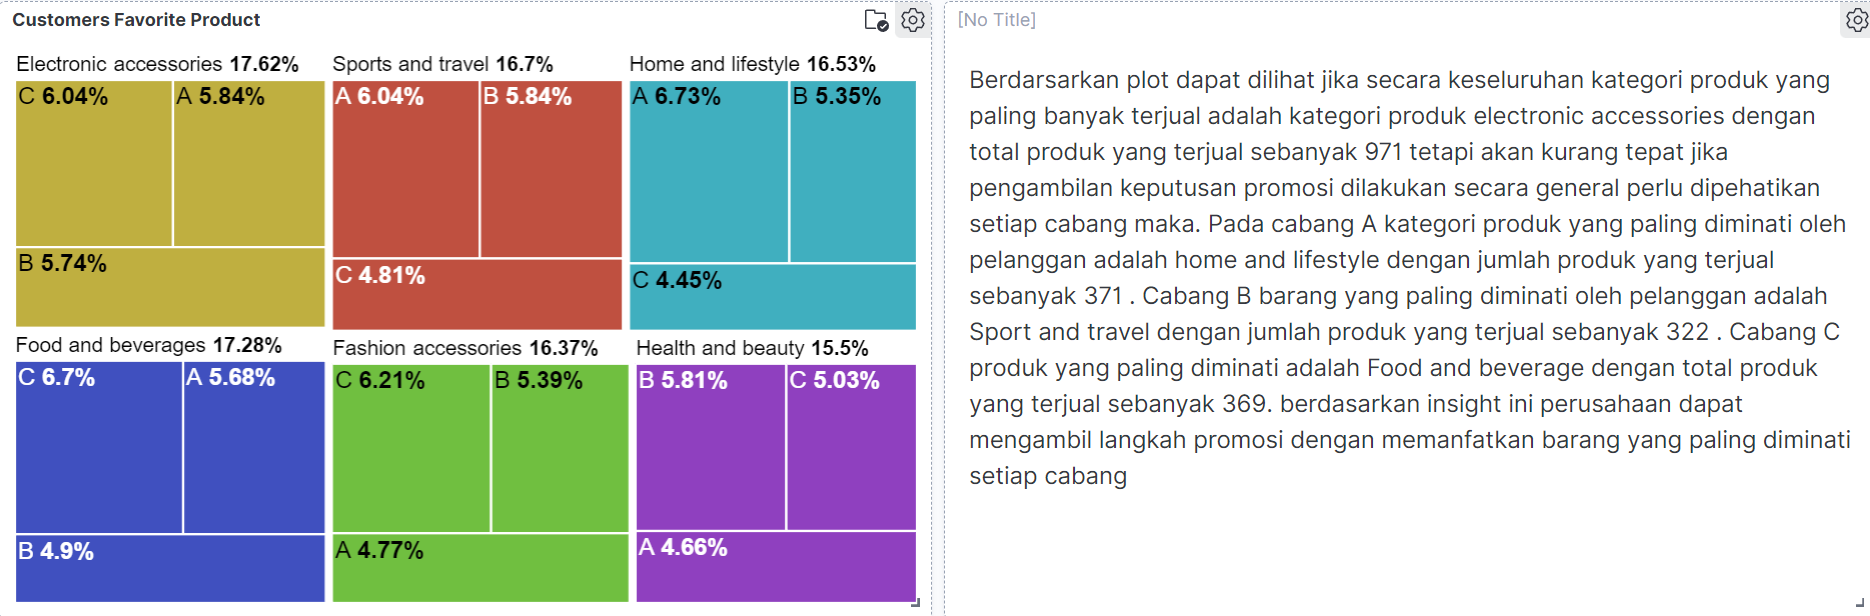 Customers Favorite Product
Electronic accessories 17.62%
C 6.04%
A 5.84%
B 5.74%
Sports and travel 16.7%
A 6.04%
B 5.84%
C 4.81%
Home and lifestyle 16.53%
A 6.73%
B 5.35%
C 4.45%
Food and beverages 17.28%
C 6.7%
A 5.68%
B 4.9%
Fashion accessories 16.37%
C 6.21%
B 5.39%
A 4.77%
Health and beauty 15.5%
B 5.81%
C 5.03%
A 4.66%
[No Title]
Berdarsarkan plot dapat dilihat jika secara keseluruhan kategori produk yang
paling banyak terjual adalah kategori produk electronic accessories dengan
total produk yang terjual sebanyak 971 tetapi akan kurang tepat jika
pengambilan keputusan promosi dilakukan secara general perlu dipehatikan
setiap cabang maka. Pada cabang A kategori produk yang paling diminati oleh
pelanggan adalah home and lifestyle dengan jumlah produk yang terjual
sebanyak 371 . Cabang B barang yang paling diminati oleh pelanggan adalah
Sport and travel dengan jumlah produk yang terjual sebanyak 322 . Cabang C
produk yang paling diminati adalah Food and beverage dengan total produk
yang terjual sebanyak 369. berdasarkan insight ini perusahaan dapat
mengambil langkah promosi dengan memanfatkan barang yang paling diminati
setiap cabang